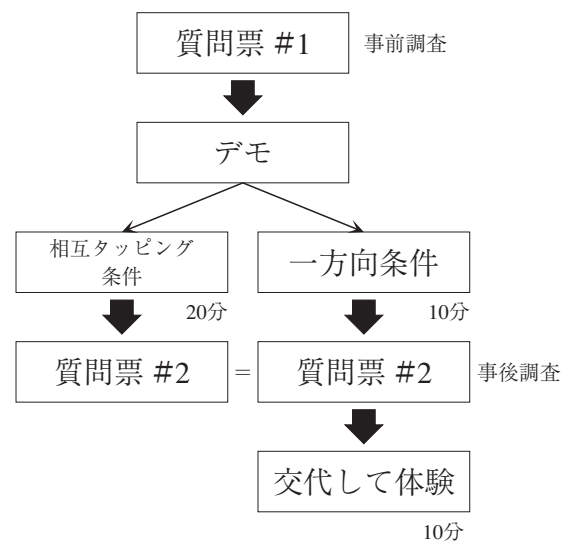 質問票 #1
事前調査
デモ
相互タッピング
条件
一方向条件
20分
10分
質問票 #2
=
質問票 #2
事後調査
交代して体験
10分